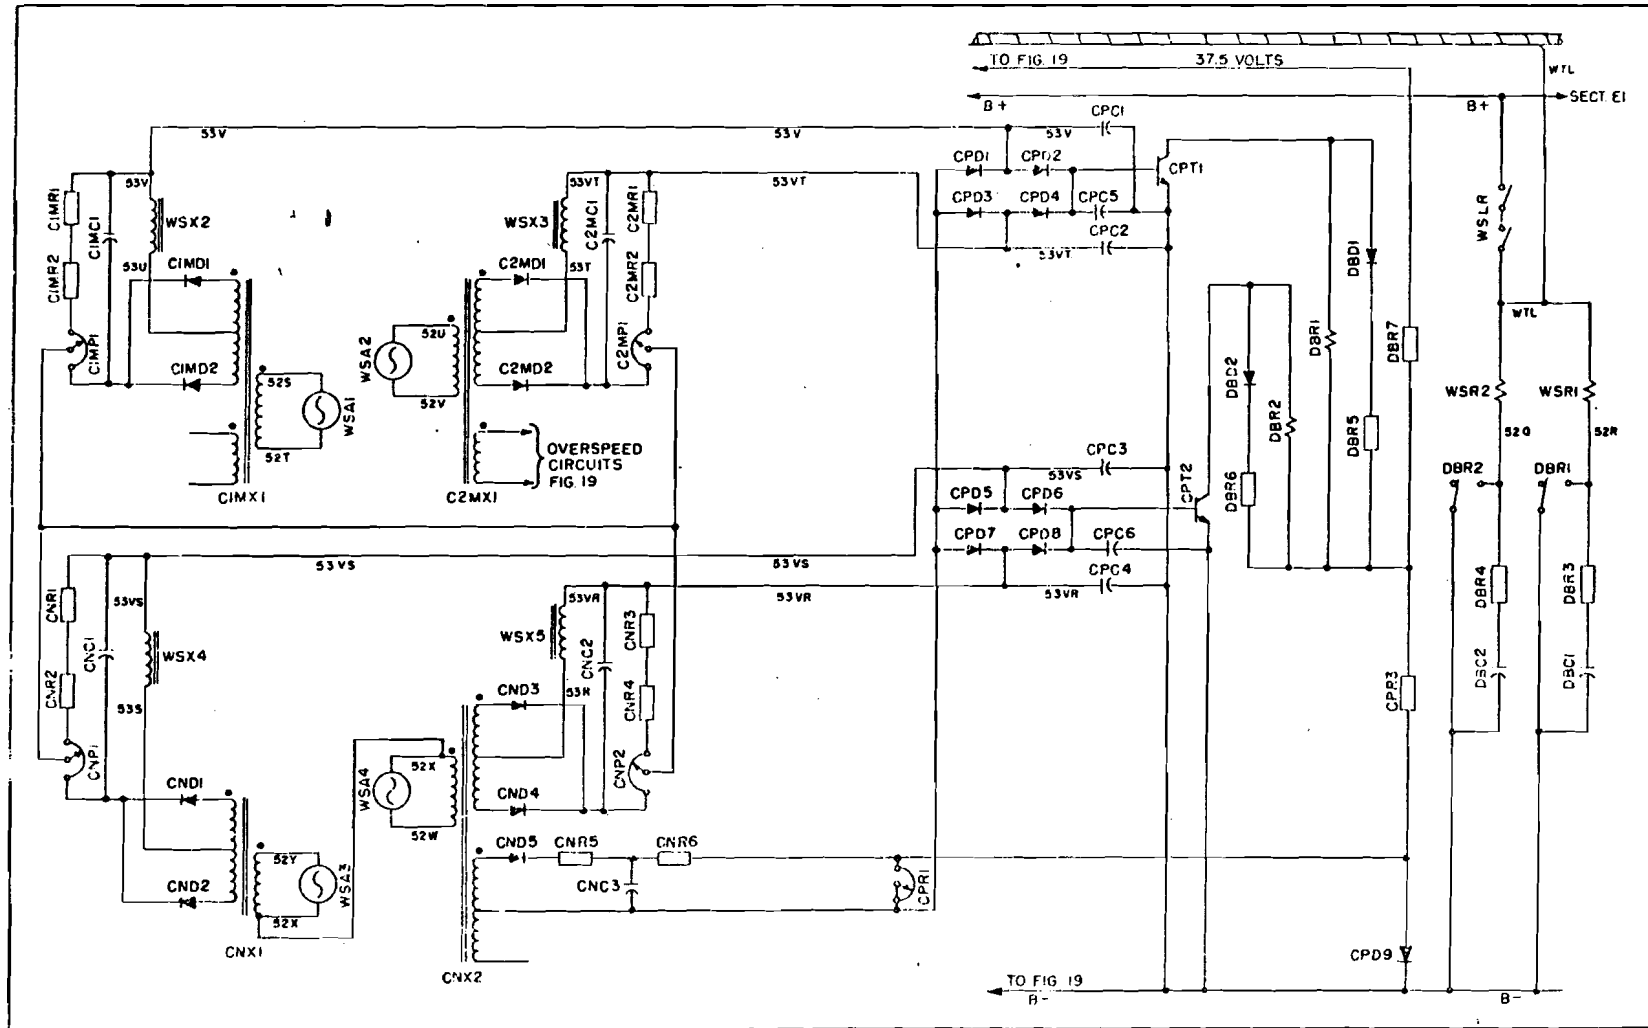 TO FIG. 19
37.5 VOLTS
WTL
B+
B+
SECT. E1
53V
53V
53V
CPC1
CPD1
CPD2
CPT1
53V
53VT
53VT
C1MR1
C1MC1
WSX2
WSX3
C2MC1
C2MR1
CPD3
CPD4
CPC5
WSLR
C1MR2
53U
C1MD1
C2MD1
53T
C2MR2
53VT
CPC2
DBD1
C1MP1
C1MD2
52S
WSA1
WSA2
52U
C2MD2
C2MP1
DBR1
DBR7
WTL
DBC2
52V
DBR2
WSR2
WSR1
52T
OVERSPEED
CIRCUITS
FIG. 19
CPC3
DBR5
52Q
52R
C1MX1
C2MX1
53VS
CPT2
DBR6
DBR2
DBR1
CPD5
CPD6
CPD7
CPD8
CPC6
53VS
53VS
CPC4
53VR
53VR
53VR
DBR4
DBR3
CNR1
53VS
CNC1
WSX4
WSX5
CNC2
CNR3
CNR2
53S
53R
CNR4
CND3
CPR3
DBC2
DBC1
CNP1
CND1
WSA4
52X
CND4
CNP2
52W
52Y
WSA3
CND5
CNR5
CNR6
CND2
CNC3
CPR1
52X
CNX1
CNX2
CPD9
TO FIG. 19
B-
B-